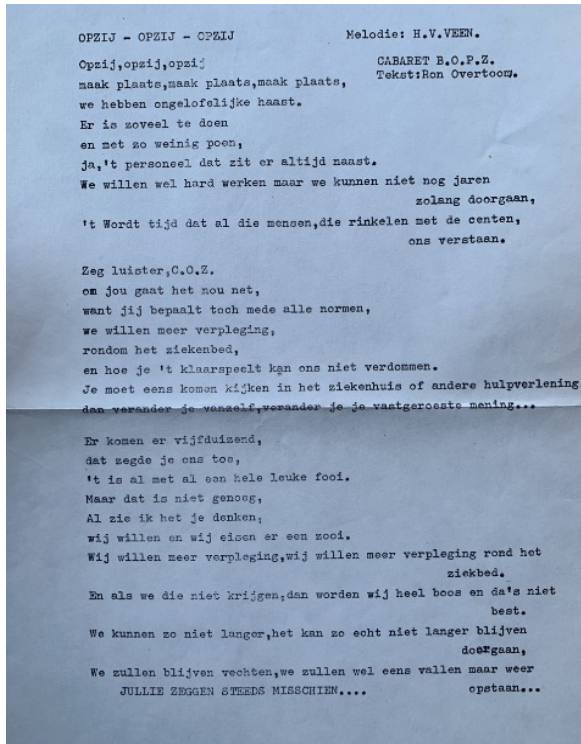 OPZIJ - OPZIJ - OPZIJ
Melodie: H.V.VEEN.
CABARET B.O.P.Z.
Tekst:Ron Overtoom.
Opzij,opzij,opzij
maak plaats,maak plaats,maak plaats,
we hebben ongelofelijke haast.
Er is zoveel te doen
en met zo weinig poen,
ja,'t personeel dat zit er altijd naast.
We willen wel hard werken maar we kunnen niet nog jaren
zolang doorgaan,
't Wordt tijd dat al die mensen,die rinkelen met de centen,
ons verstaan.
Zeg luister,C.O.Z.
om jou gaat het nou net,
want jij bepaalt toch mede alle normen,
we willen meer verpleging,
rondom het ziekenbed,
en hoe je 't klaarspeelt kan ons niet verdommen.
Je moet eens komen kijken in het ziekenhuis of andere hulpverlening
dan verander je vanzelf,verander je je vastgeroeste mening...
Er komen er vijfduizend,
dat zegde je ons toe,
't is al met al een hele leuke fooi.
Maar dat is niet genoeg,
Al zie ik het je denken,
wij willen en wij eisen er een zooi.
Wij willen meer verpleging,wij willen meer verpleging rond het
ziekbed.
En als we die niet krijgen,dan worden wij heel boos en da's niet
best.
We kunnen zo niet langer,het kan zo echt niet langer blijven
doorgaan,
We zullen blijven vechten,we zullen wel eens vallen maar weer
opstaan...
JULLIE ZEGGEN STEEDS MISSCHIEN....